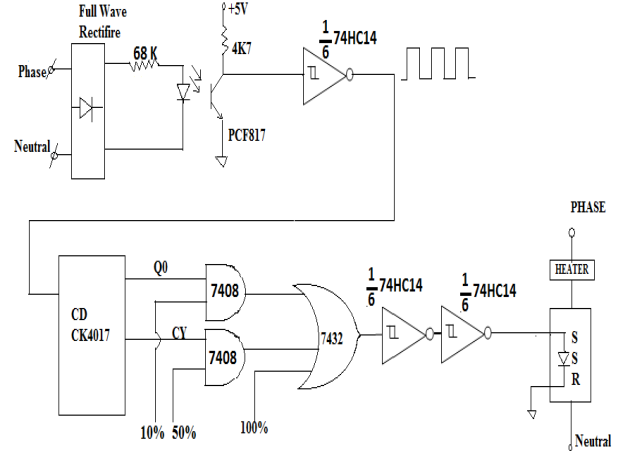 Full Wave
Rectifire
+5V
4K7
1/6 74HC14
68 K
Phase
PCF817
Neutral
PHASE
HEATER
Q0
7408
CD
CK4017
CY
7408
7432
1/6 74HC14
1/6 74HC14
S
S
R
10%
50%
100%
Neutral